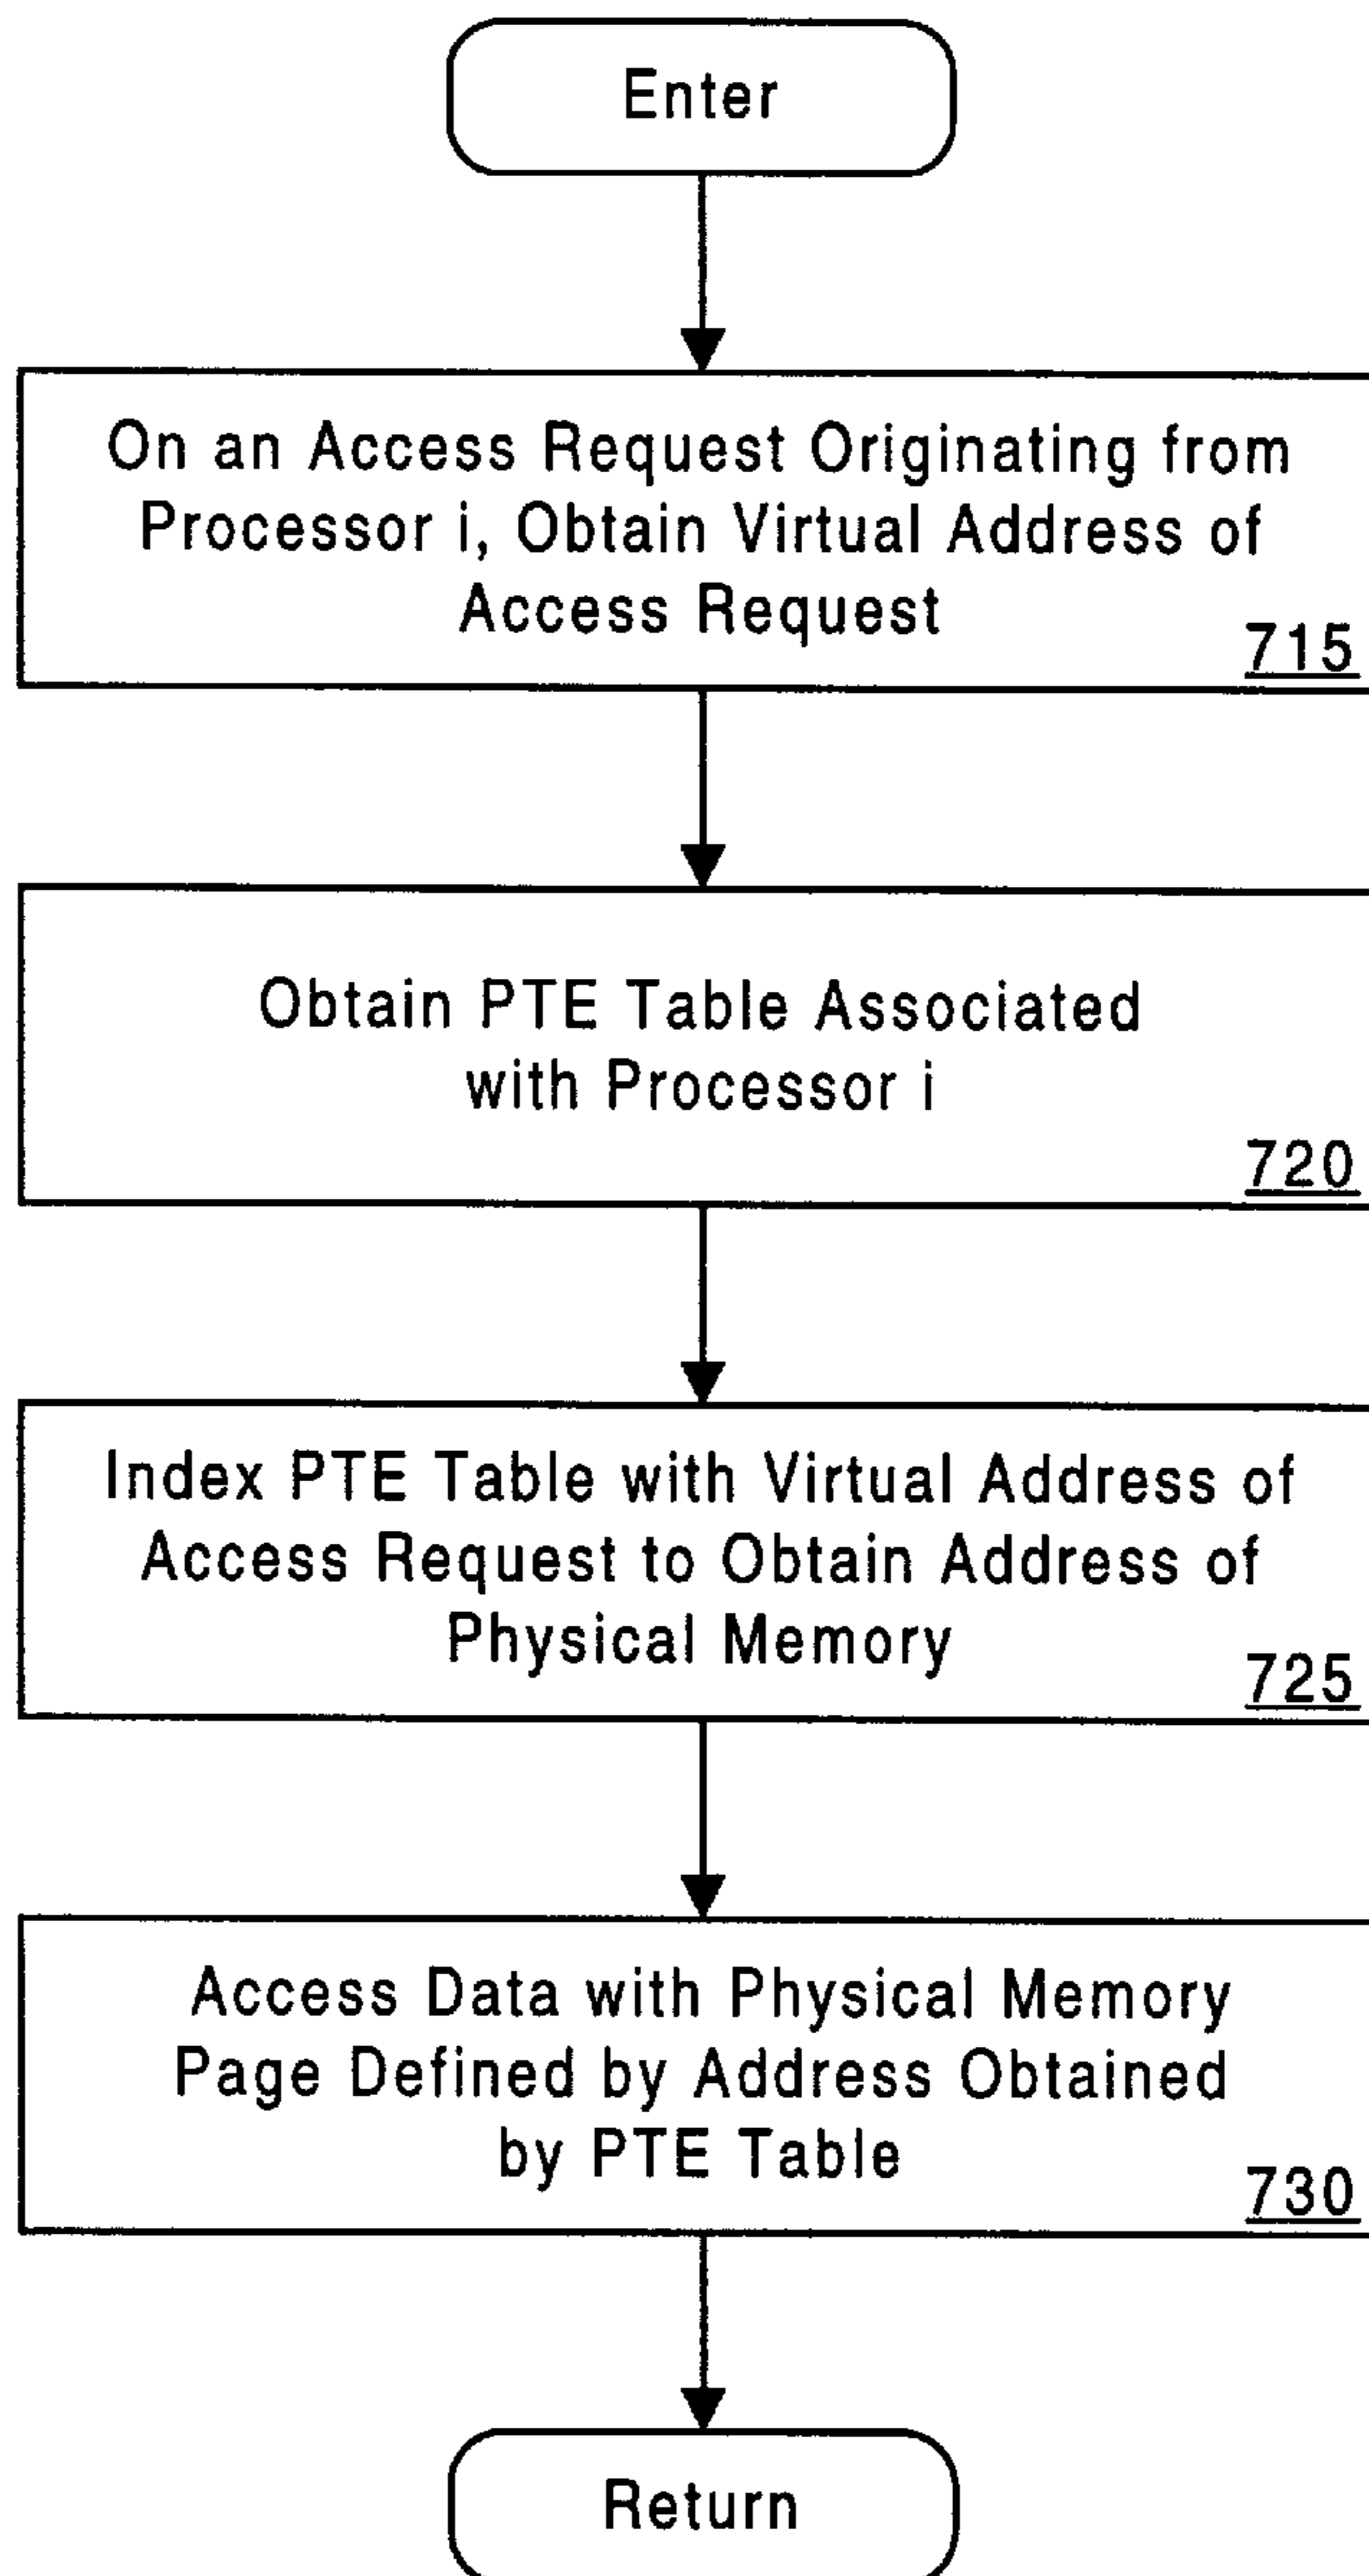 Enter
On an Access Request Originating from
Processor i, Obtain Virtual Address of
Access Request
715
Obtain PTE Table Associated
with Processor i
720
Index PTE Table with Virtual Address of
Access Request to Obtain Address of
Physical Memory
725
Access Data with Physical Memory
Page Defined by Address Obtained
by PTE Table
730
Return